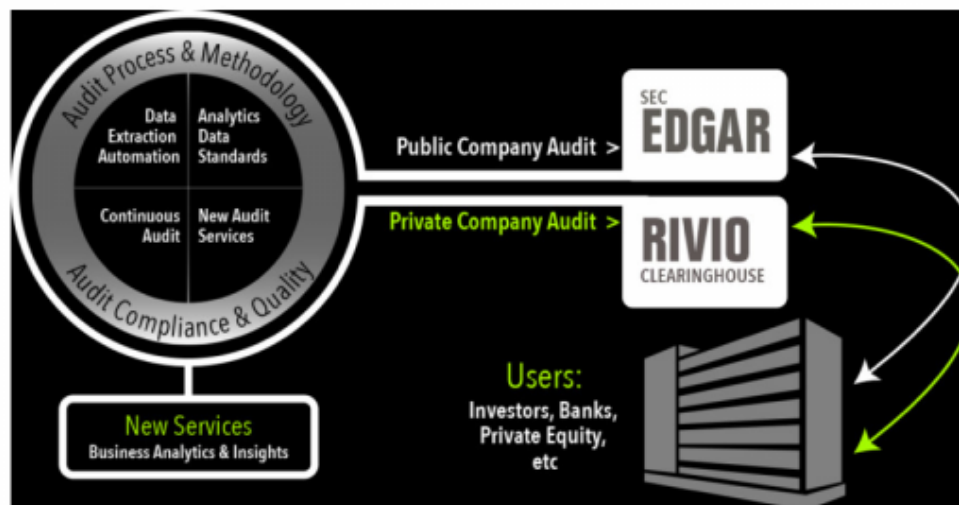 Audit Process & Methodology
Data
Extraction
Automation
Analytics
Data
Standards
Continuous
Audit
New Audit
Services
Audit Compliance & Quality
New Services
Business Analytics & Insights
Public Company Audit >
SEC
EDGAR
Private Company Audit >
RIVIO
CLEARINGHOUSE
Users:
Investors, Banks,
Private Equity,
etc